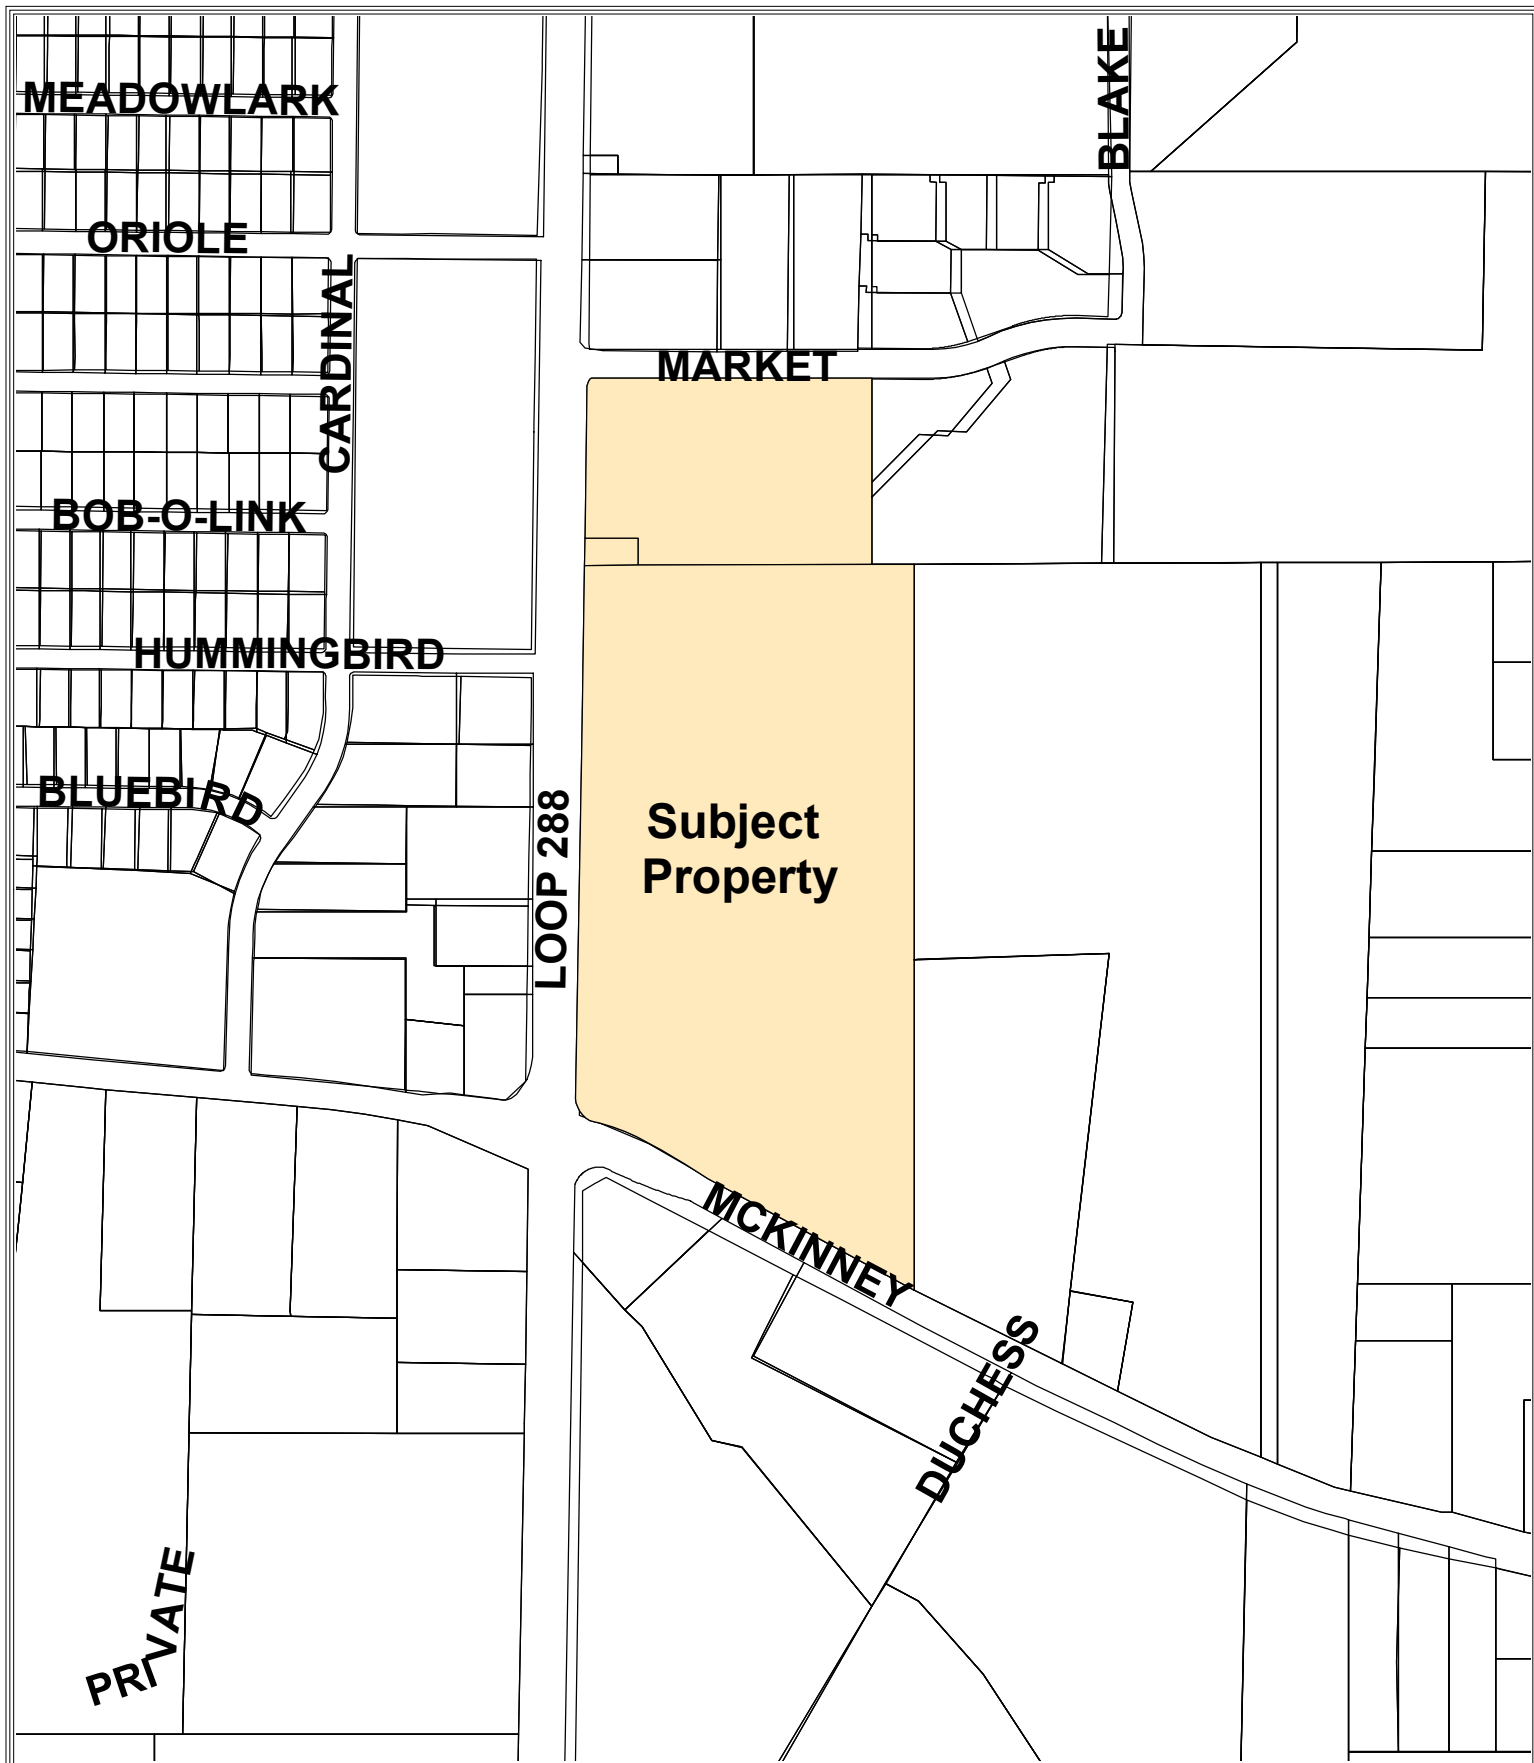 BLAKE
MEADOWLARK
ORIOLE
CARDINAL
MARKET
BOB-O-LINK
HUMMINGBIRD
BLUEBIRD
LOOP 288
Subject
Property
MCKINNEY
DUCHESS
PRIVATE